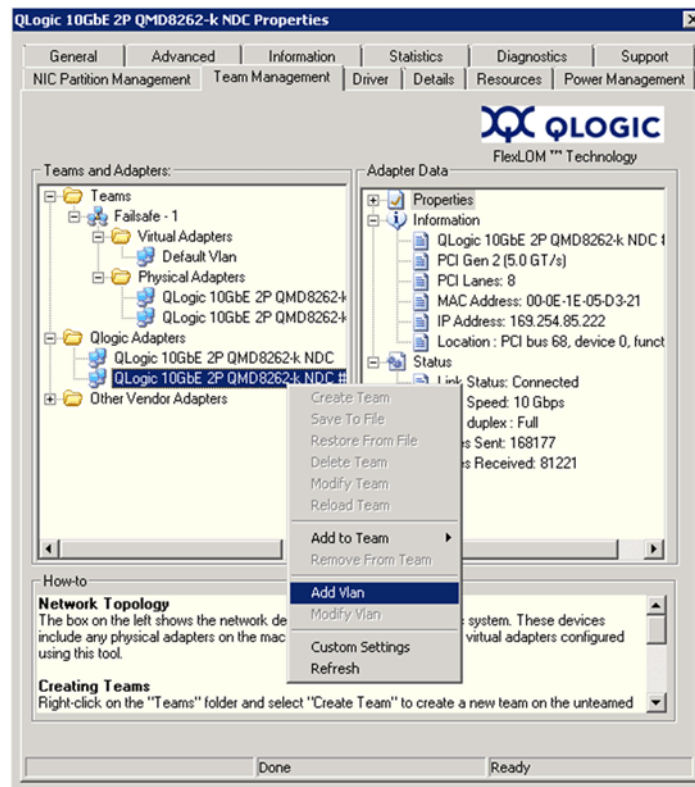 QLogic 10GbE 2P QMD8262-k NDC Properties
General
Advanced
Information
Statistics
Diagnostics
Support
NIC Partition Management
Team Management
Driver
Details
Resources
Power Management
QLOGIC
FlexLOM ™ Technology
Teams and Adapters:
Teams
Failsafe - 1
Virtual Adapters
Default Vlan
Physical Adapters
QLogic 10GbE 2P QMD8262-k
QLogic 10GbE 2P QMD8262-k
Qlogic Adapters
QLogic 10GbE 2P QMD8262-k NDC
QLogic 10GbE 2P QMD8262-k NDC #
Other Vendor Adapters
Adapter Data
Properties
Information
QLogic 10GbE 2P QMD8262-k NDC #
PCI Gen 2 (5.0 GT/s)
PCI Lanes: 8
MAC Address: 00-0E-1E-05-D3-21
IP Address: 169.254.85.222
Location : PCI bus 68, device 0, funct
Status
Link Status: Connected
Speed: 10 Gbps
duplex : Full
s Sent: 168177
s Received: 81221
Create Team
Save To File
Restore From File
Delete Team
Modify Team
Reload Team
Add to Team
Remove From Team
Add Vlan
Modify Vlan
Custom Settings
Refresh
How-to
Network Topology
The box on the left shows the network de system. These devices
include any physical adapters on the mac virtual adapters configured
using this tool.
Creating Teams
Right-click on the "Teams" folder and select "Create Team" to create a new team on the unteamed
Done
Ready